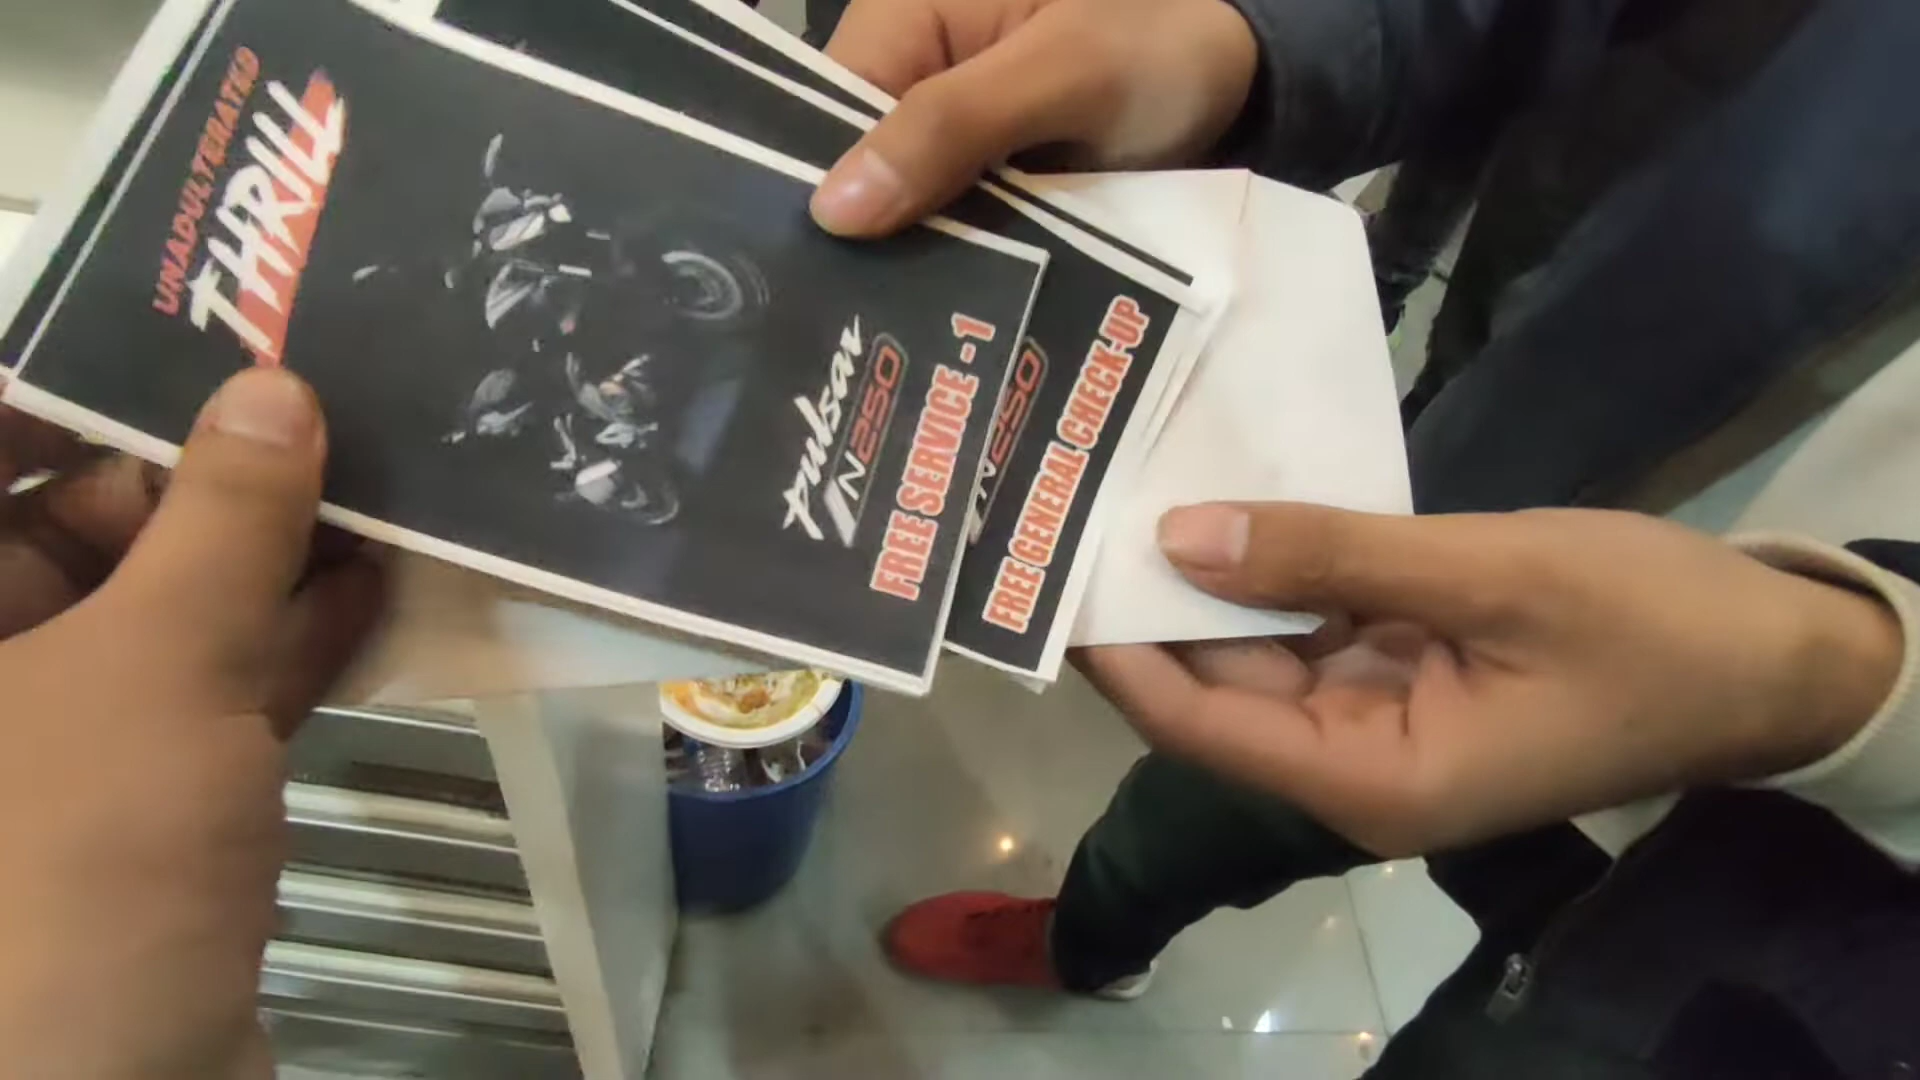 UNADULTERATED
THRILL
pulsar
N250
FREE SERVICE - 1
N250
FREE GENERAL CHECK-UP